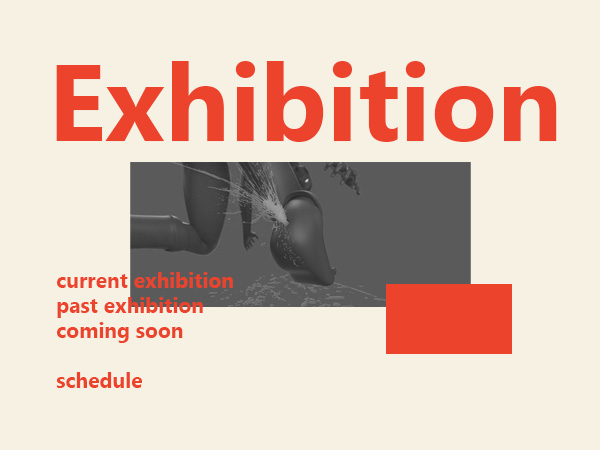 Exhibition
current exhibition
past exhibition
coming soon
schedule